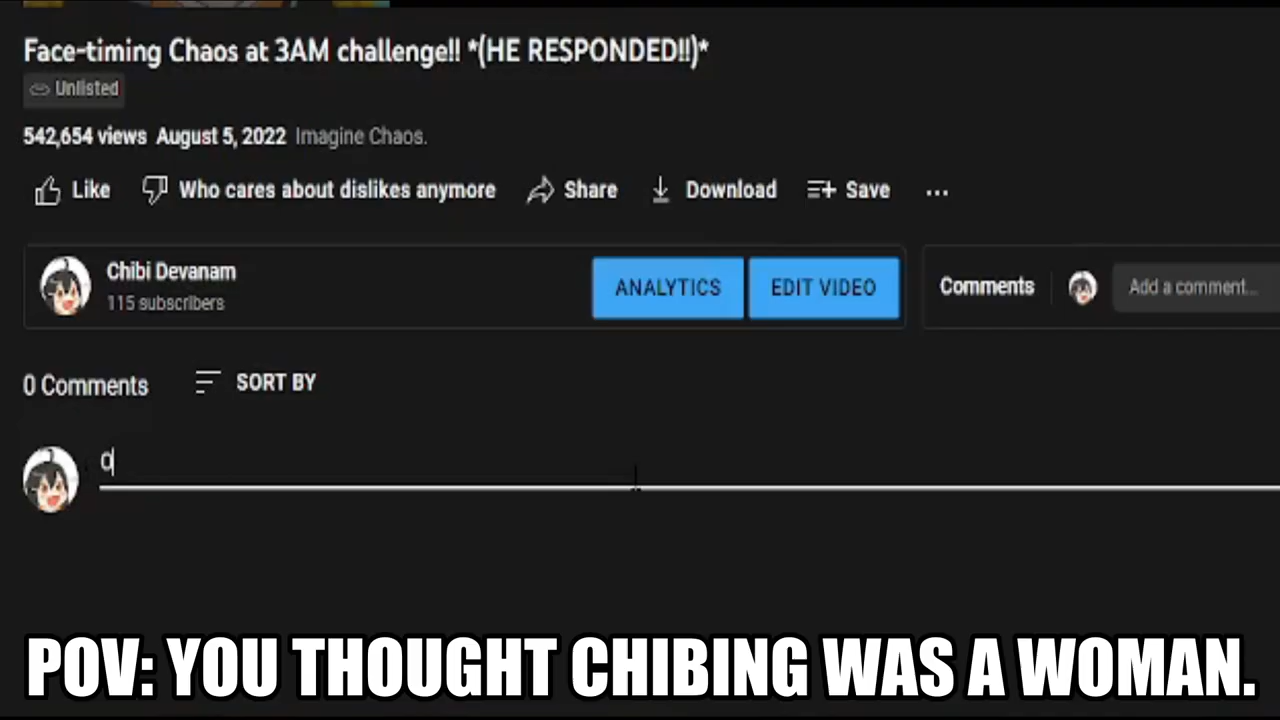 Face-timing Chaos at 3AM challenge!! *(HE RESPONDED!!)*
Unlisted
542,654 views August 5, 2022 Imagine Chaos.
Like Who cares about dislikes anymore Share Download Save ...
Chibi Devanam
115 subscribers
ANALYTICS EDIT VIDEO
Comments Add a comment...
0 Comments SORT BY
o
POV: YOU THOUGHT CHIBING WAS A WOMAN.